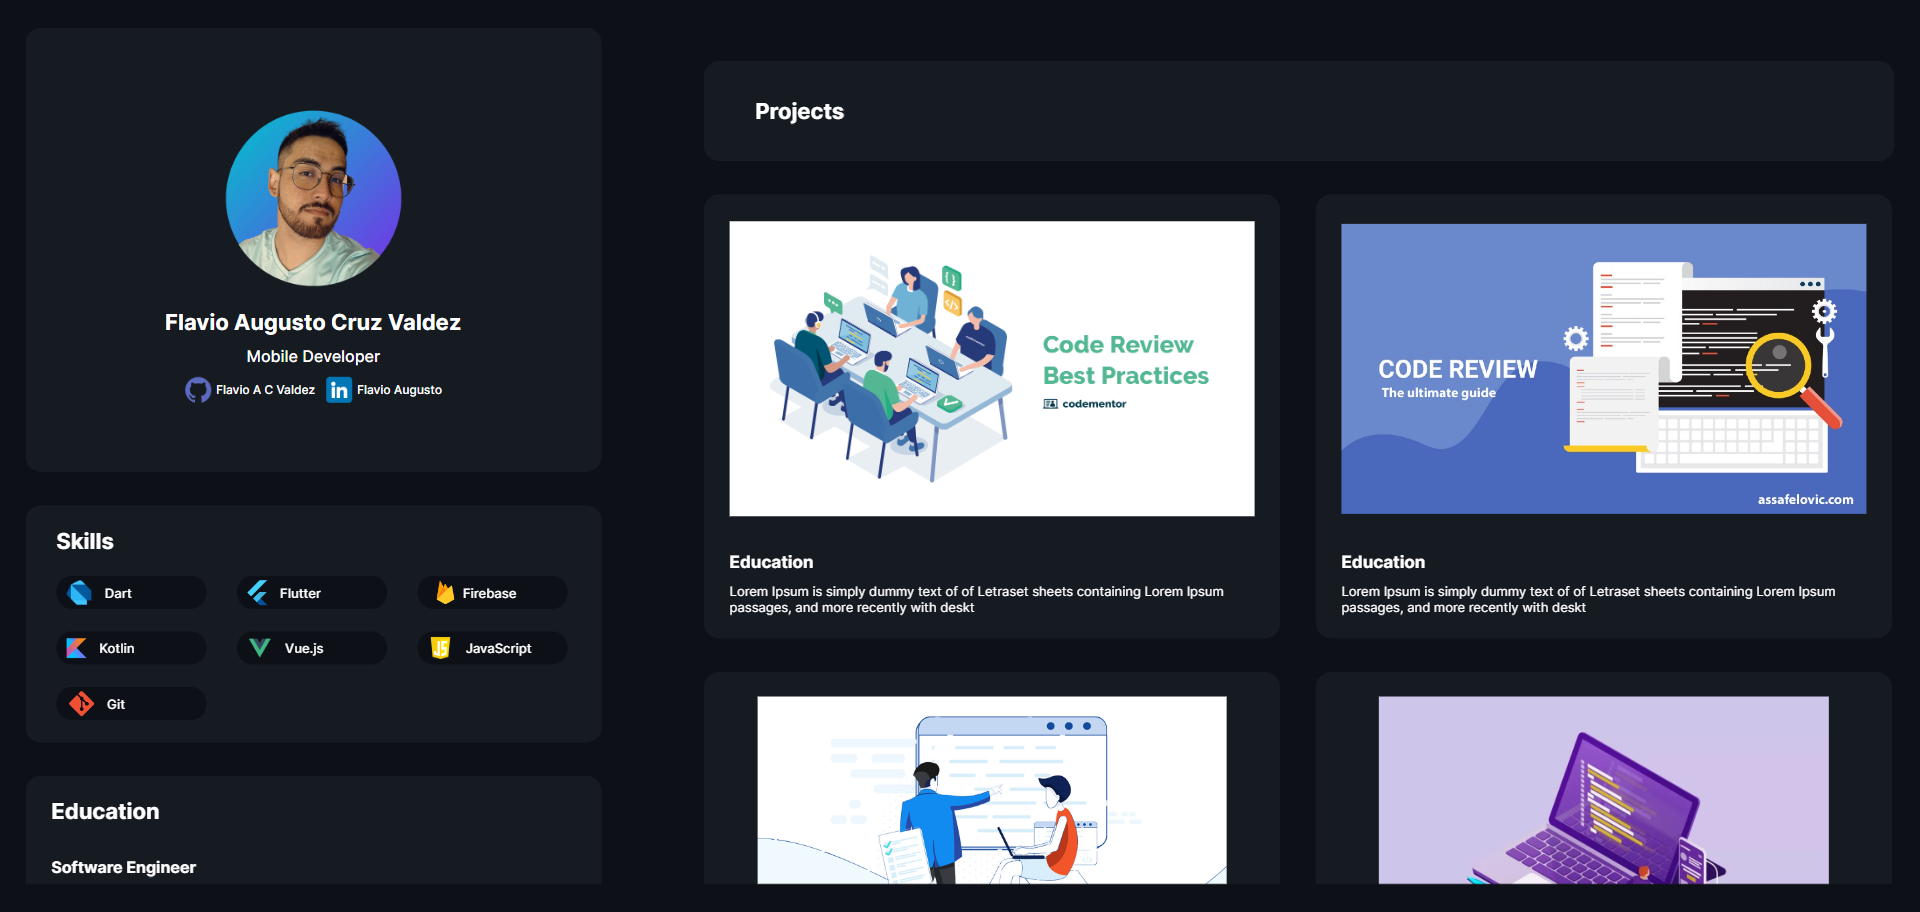 Flavio Augusto Cruz Valdez
Mobile Developer
Flavio A C Valdez
Flavio Augusto
Skills
Dart
Flutter
Firebase
Kotlin
Vue.js
JavaScript
Git
Education
Software Engineer
Projects
Code Review
Best Practices
codementor
Education
Lorem Ipsum is simply dummy text of of Letraset sheets containing Lorem Ipsum
passages, and more recently with deskt
CODE REVIEW
The ultimate guide
assafelovic.com
Education
Lorem Ipsum is simply dummy text of of Letraset sheets containing Lorem Ipsum
passages, and more recently with deskt